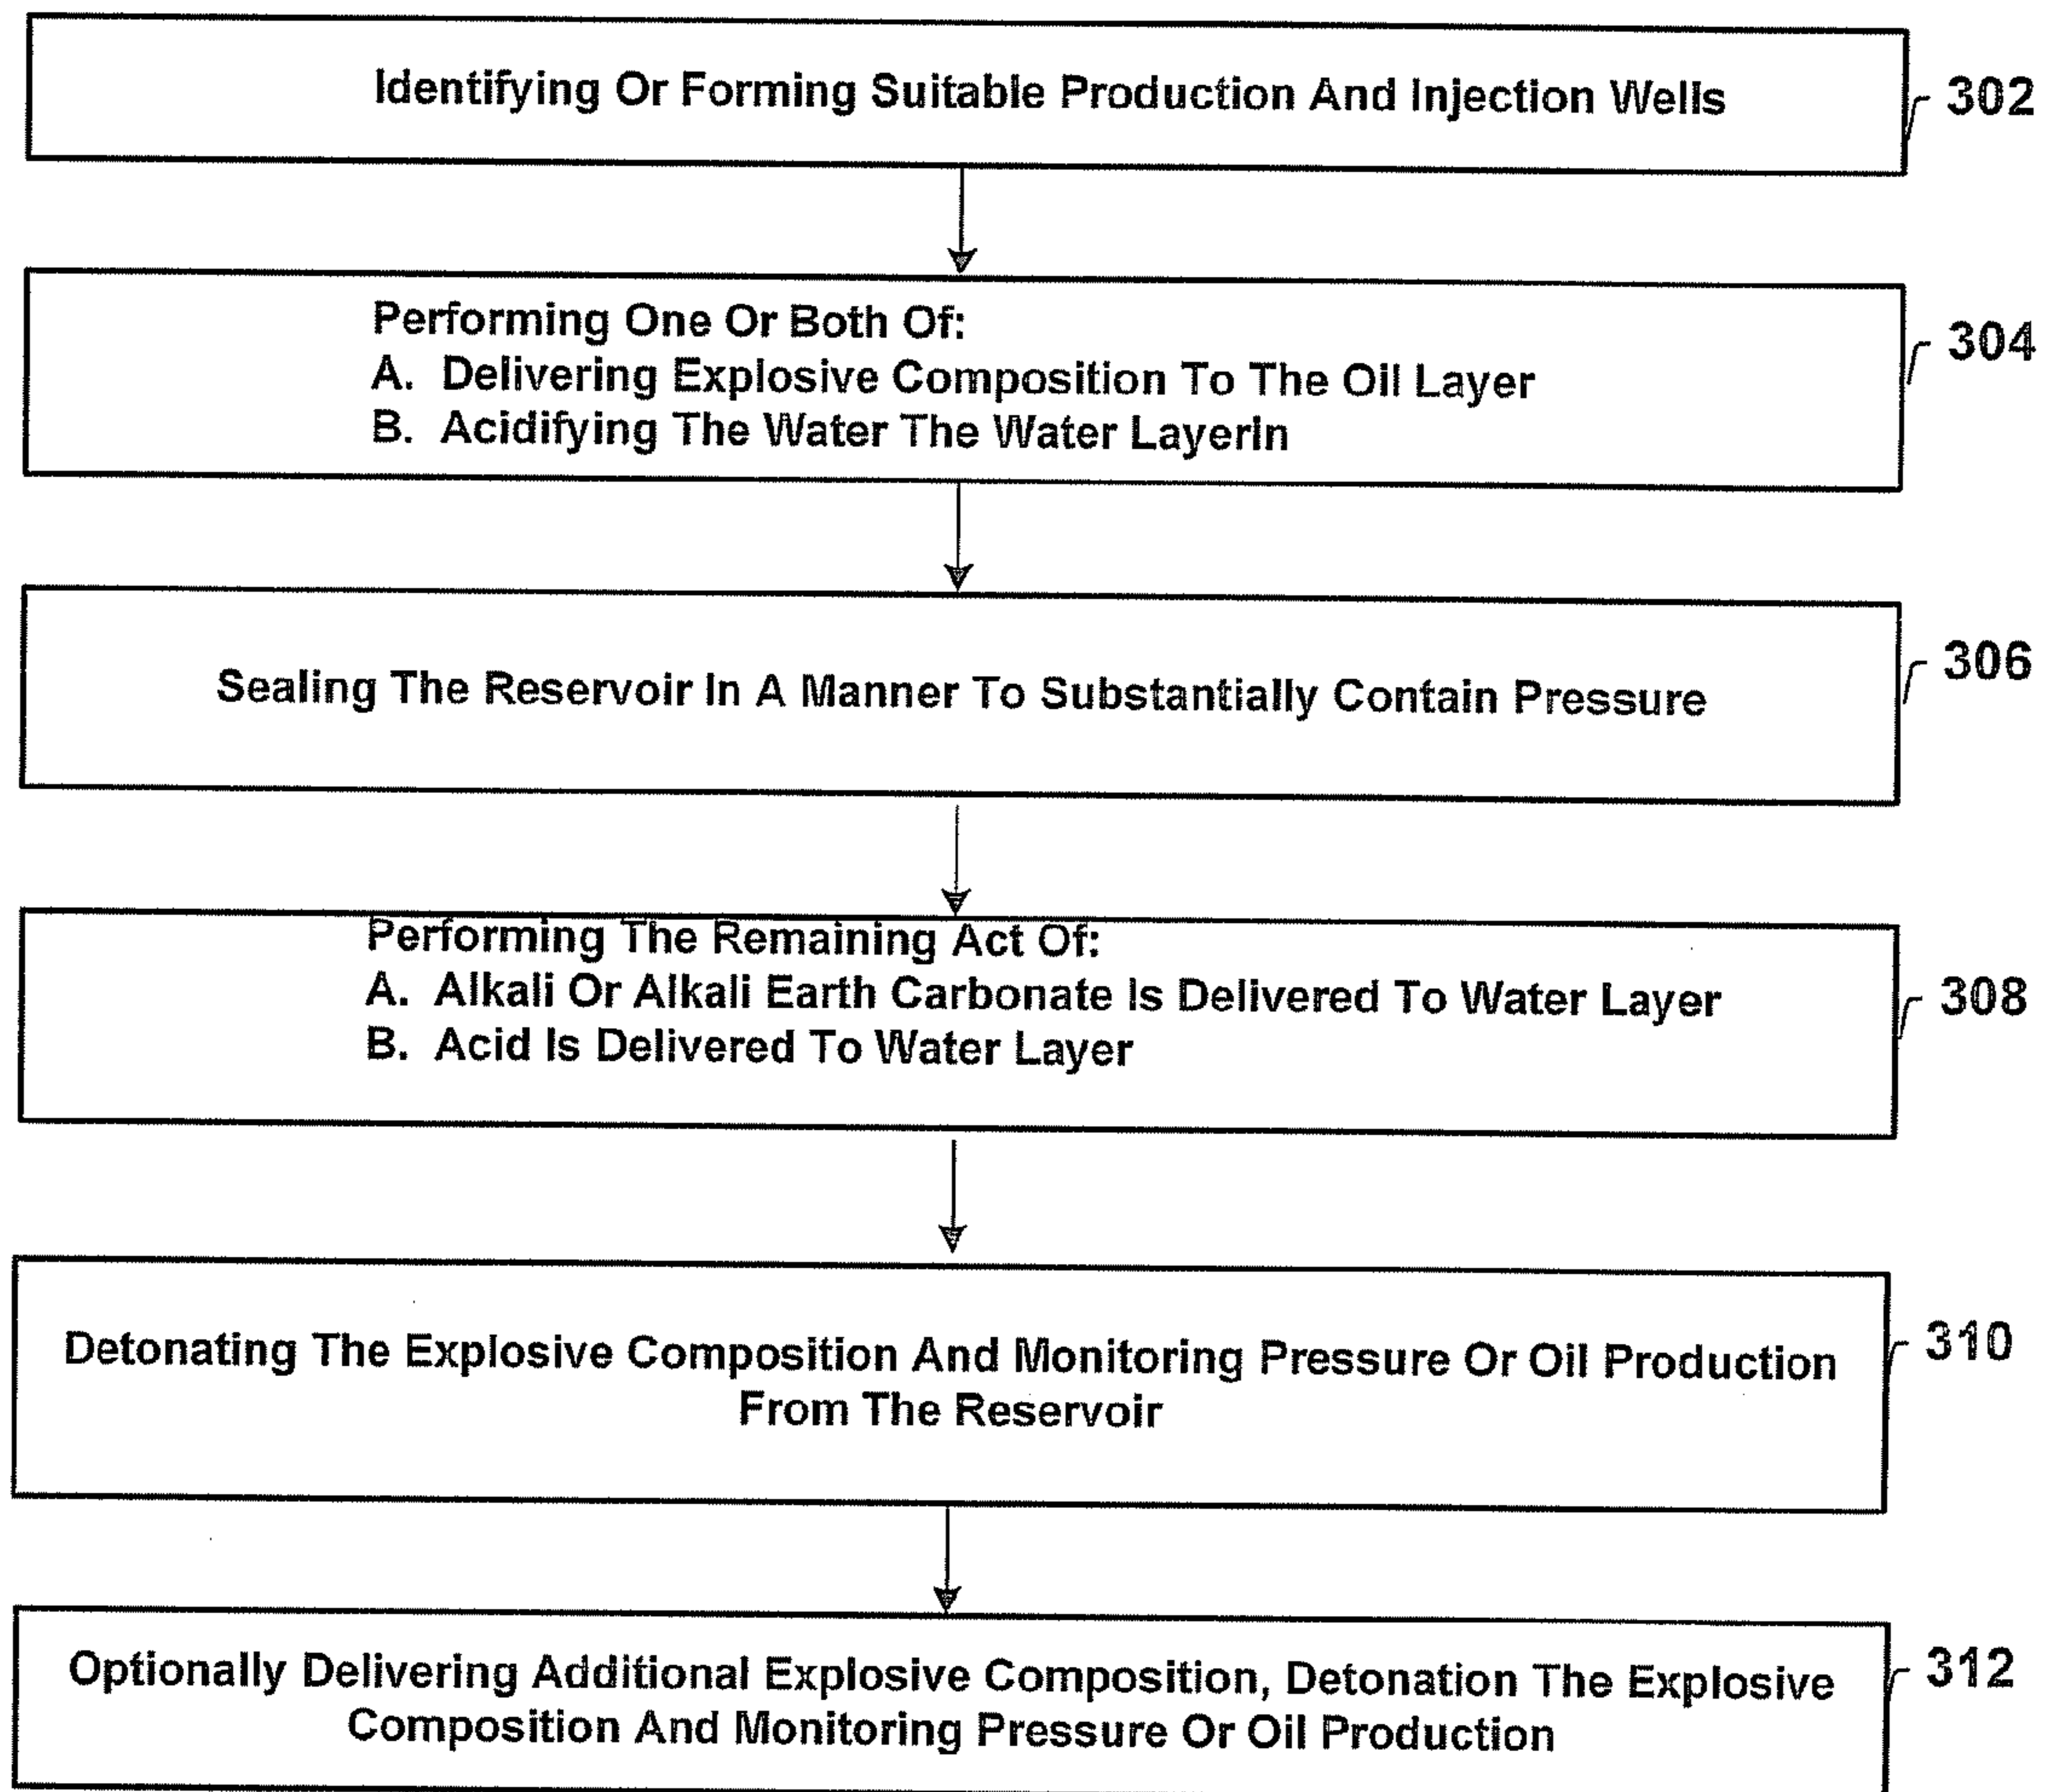 Identifying Or Forming Suitable Production And Injection Wells
302
Performing One Or Both Of:
A. Delivering Explosive Composition To The Oil Layer
B. Acidifying The Water The Water LayerIn
304
Sealing The Reservoir In A Manner To Substantially Contain Pressure
306
Performing The Remaining Act Of:
A. Alkali Or Alkali Earth Carbonate Is Delivered To Water Layer
B. Acid Is Delivered To Water Layer
308
Detonating The Explosive Composition And Monitoring Pressure Or Oil Production
From The Reservoir
310
Optionally Delivering Additional Explosive Composition, Detonation The Explosive
Composition And Monitoring Pressure Or Oil Production
312